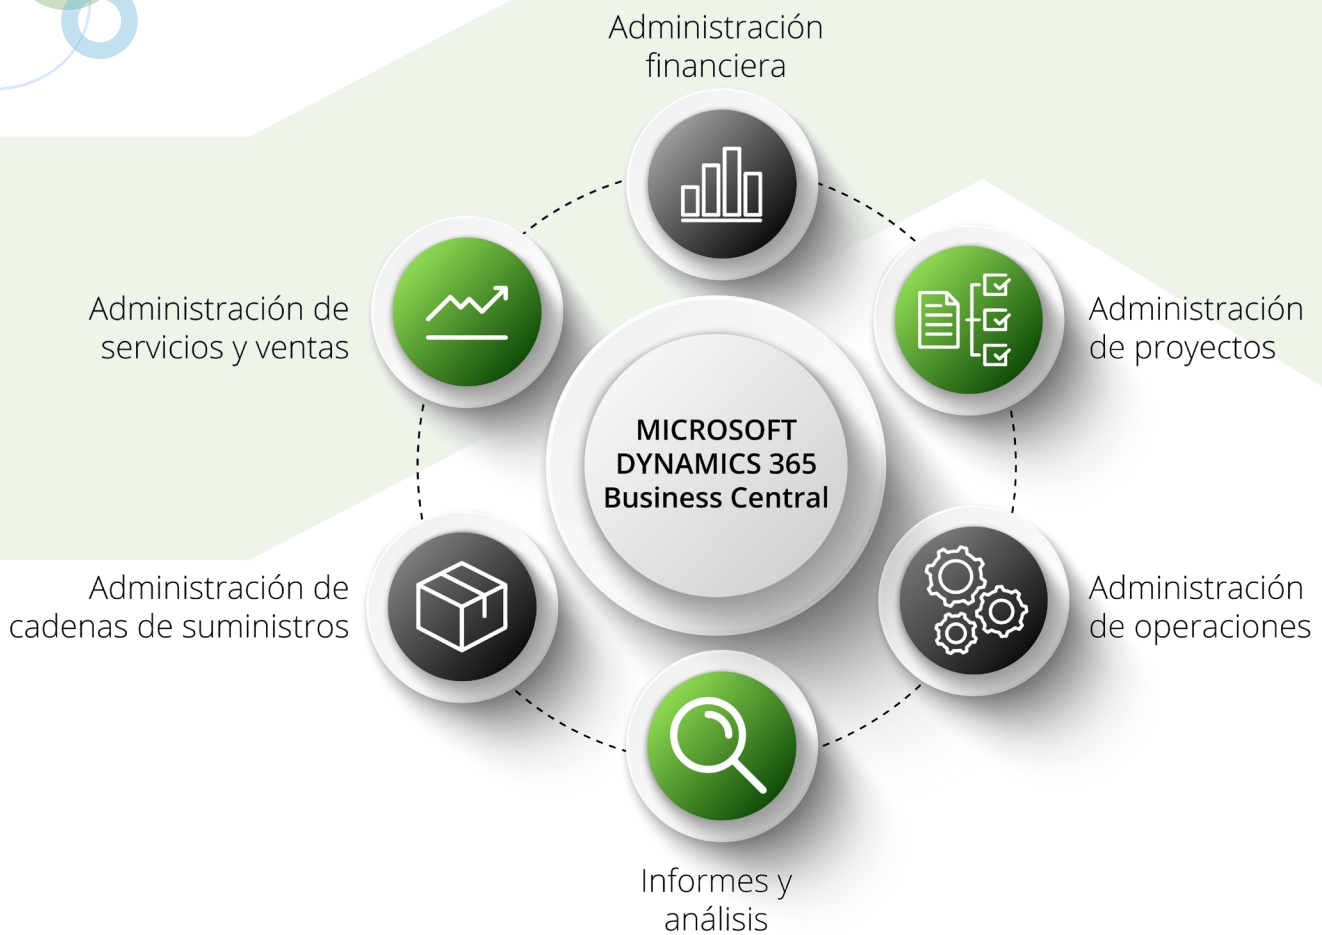 Administración
financiera
Administración de
servicios y ventas
Administración
de proyectos
MICROSOFT
DYNAMICS 365
Business Central
Administración de
cadenas de suministros
Administración
de operaciones
Informes y
análisis